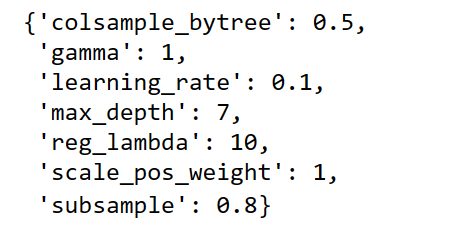 {'colsample_bytree': 0.5,
 'gamma': 1,
 'learning_rate': 0.1,
 'max_depth': 7,
 'reg_lambda': 10,
 'scale_pos_weight': 1,
 'subsample': 0.8}